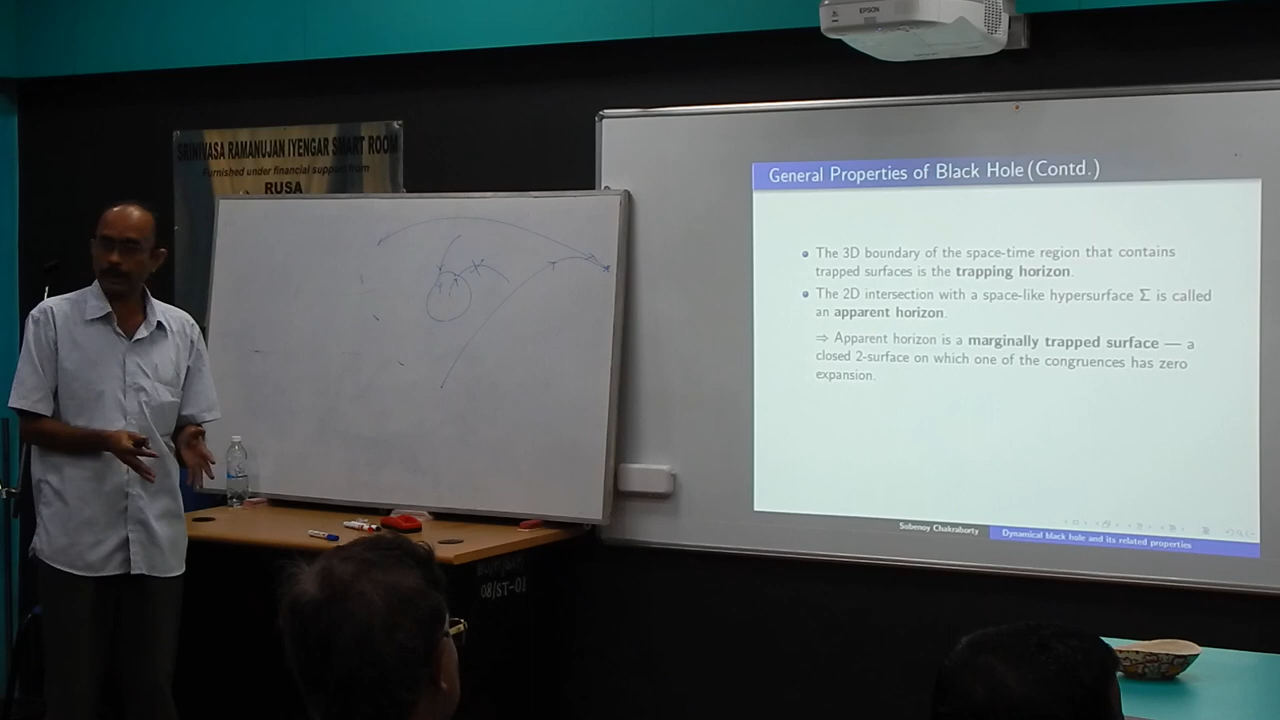 EPSON
SRINIVASA RAMANUJAN IYENGAR SMART ROOM
Furnished under financial support from
RUSA
General Properties of Black Hole (Contd.)
The 3D boundary of the space-time region that contains
trapped surfaces is the trapping horizon.
The 2D intersection with a space-like hypersurface Σ is called
an apparent horizon.
⇒ Apparent horizon is a marginally trapped surface — a
closed 2-surface on which one of the congruences has zero
expansion.
Subenoy Chakraborty
Dynamical black hole and its related properties
08/ST-01